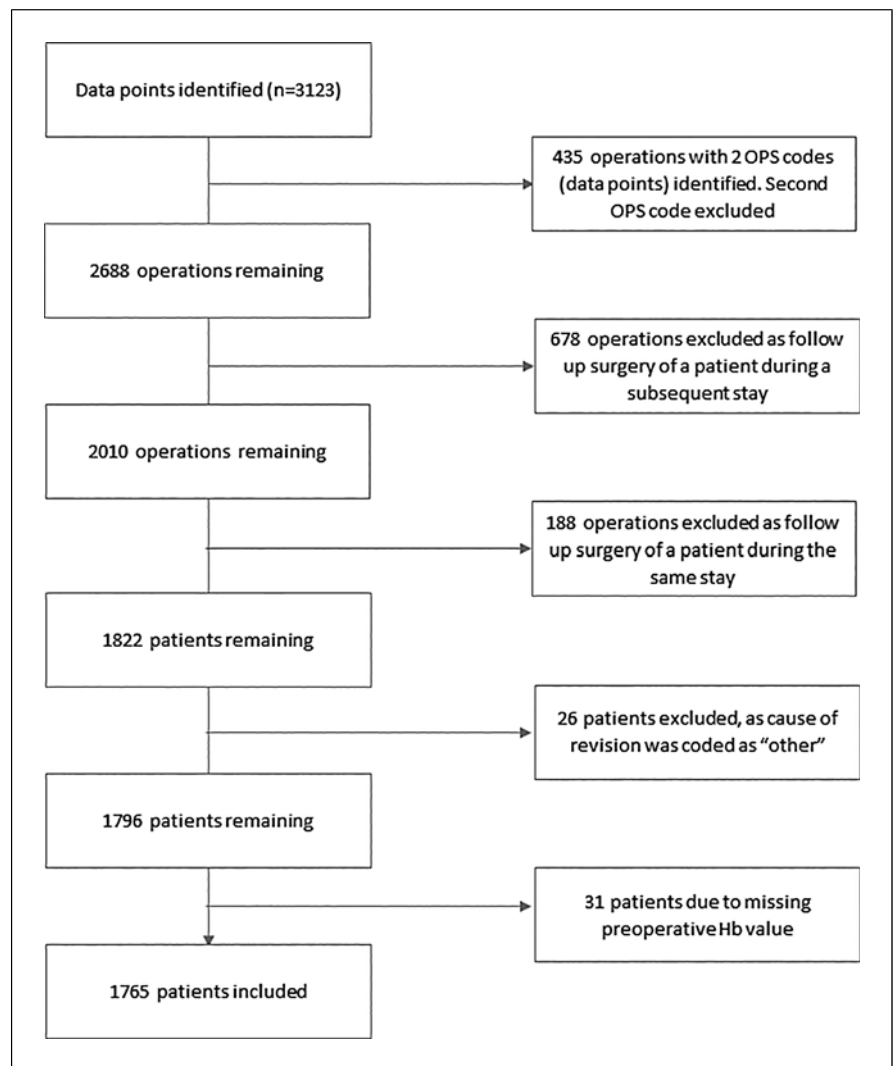 Data points identified (n=3123)
435 operations with 2 OPS codes
(data points) identified. Second
OPS code excluded
2688 operations remaining
678 operations excluded as follow
up surgery of a patient during a
subsequent stay
2010 operations remaining
188 operations excluded as follow
up surgery of a patient during the
same stay
1822 patients remaining
26 patients excluded, as cause of
revision was coded as "other"
1796 patients remaining
31 patients due to missing
preoperative Hb value
1765 patients included